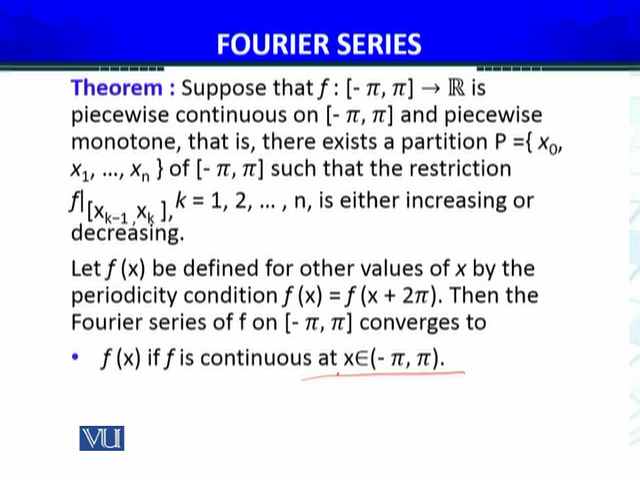 FOURIER SERIES
Theorem : Suppose that f : [- π, π] → ℝ is
piecewise continuous on [- π, π] and piecewise
monotone, that is, there exists a partition P ={ x₀,
x₁, ..., xₙ } of [- π, π] such that the restriction
f|[xₖ₋₁ ,xₖ ], k = 1, 2, ... , n, is either increasing or
decreasing.
Let f (x) be defined for other values of x by the
periodicity condition f (x) = f (x + 2π). Then the
Fourier series of f on [- π, π] converges to
• f (x) if f is continuous at x∈(- π, π).
VU